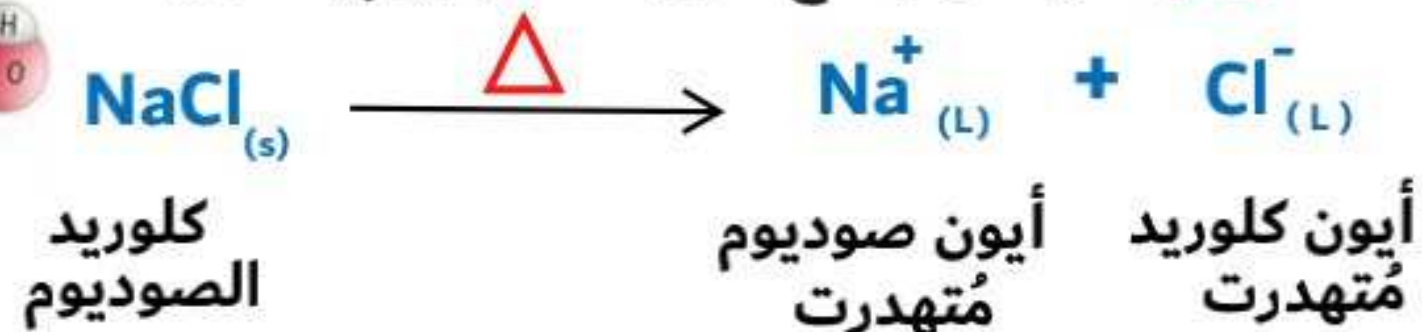 H
O
NaCl(s) Na+(L) + Cl-(L)
كلوريد الصوديوم
أيون صوديوم مُتهدرت
أيون كلوريد مُتهدرت